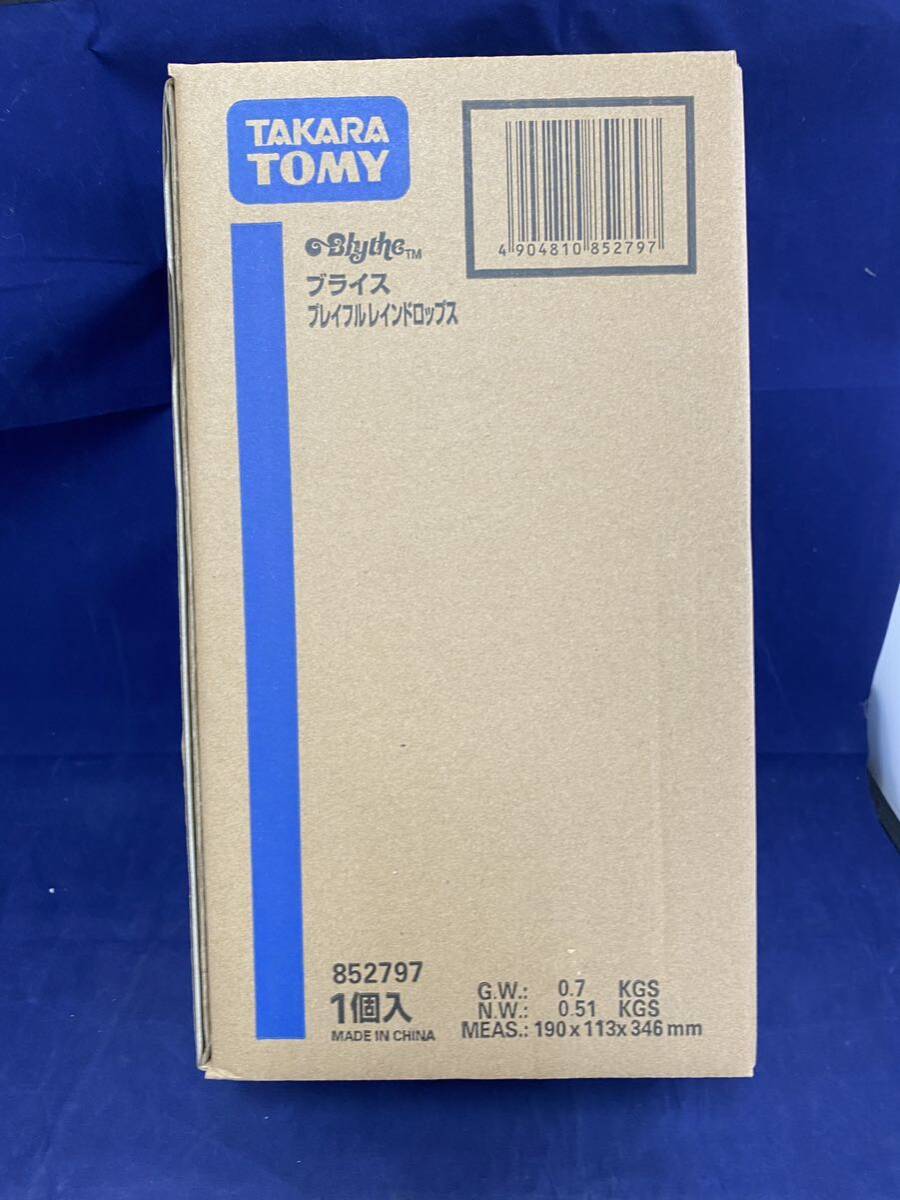 TAKARA
TOMY
4 904810 852797
Blythe™
ブライス
プレイフルレインドロップス
852797
1個入
MADE IN CHINA
G.W.: 0.7 KGS
N.W.: 0.51 KGS
MEAS.: 190 x 113 x 346 mm